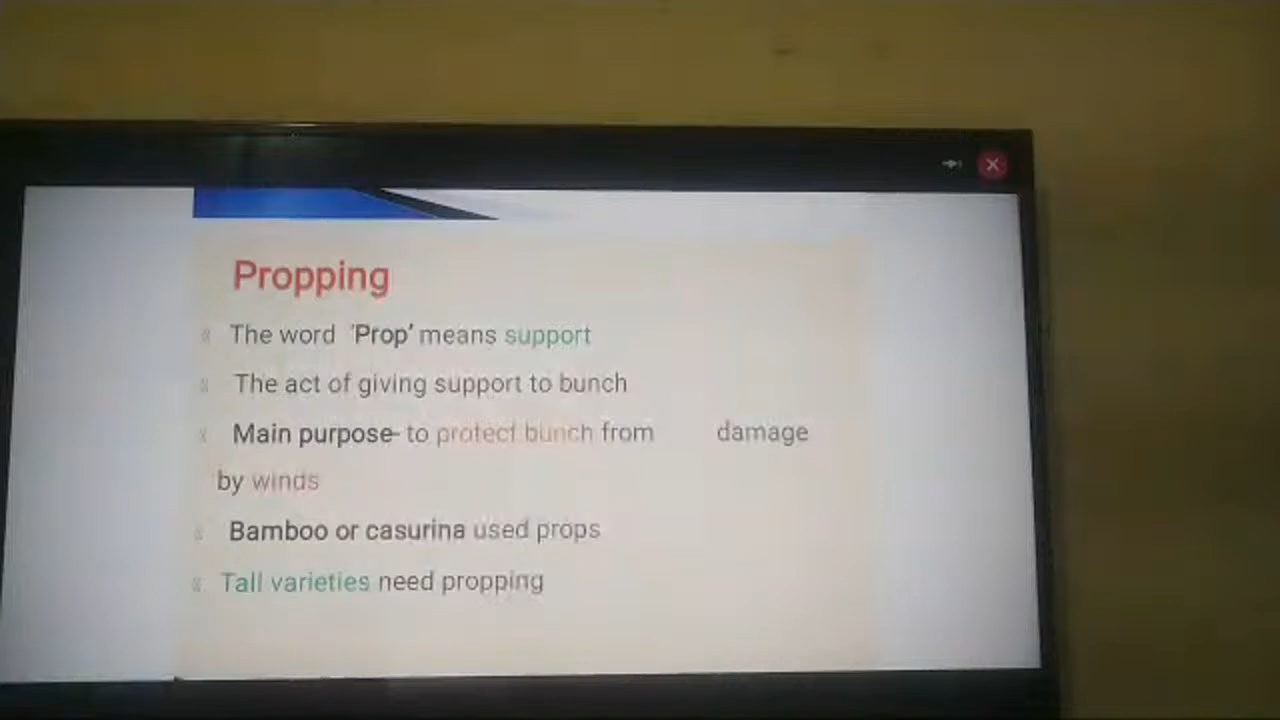 Propping
The word 'Prop' means support
The act of giving support to bunch
Main purpose- to protect bunch from damage
by winds
Bamboo or casurina used props
Tall varieties need propping